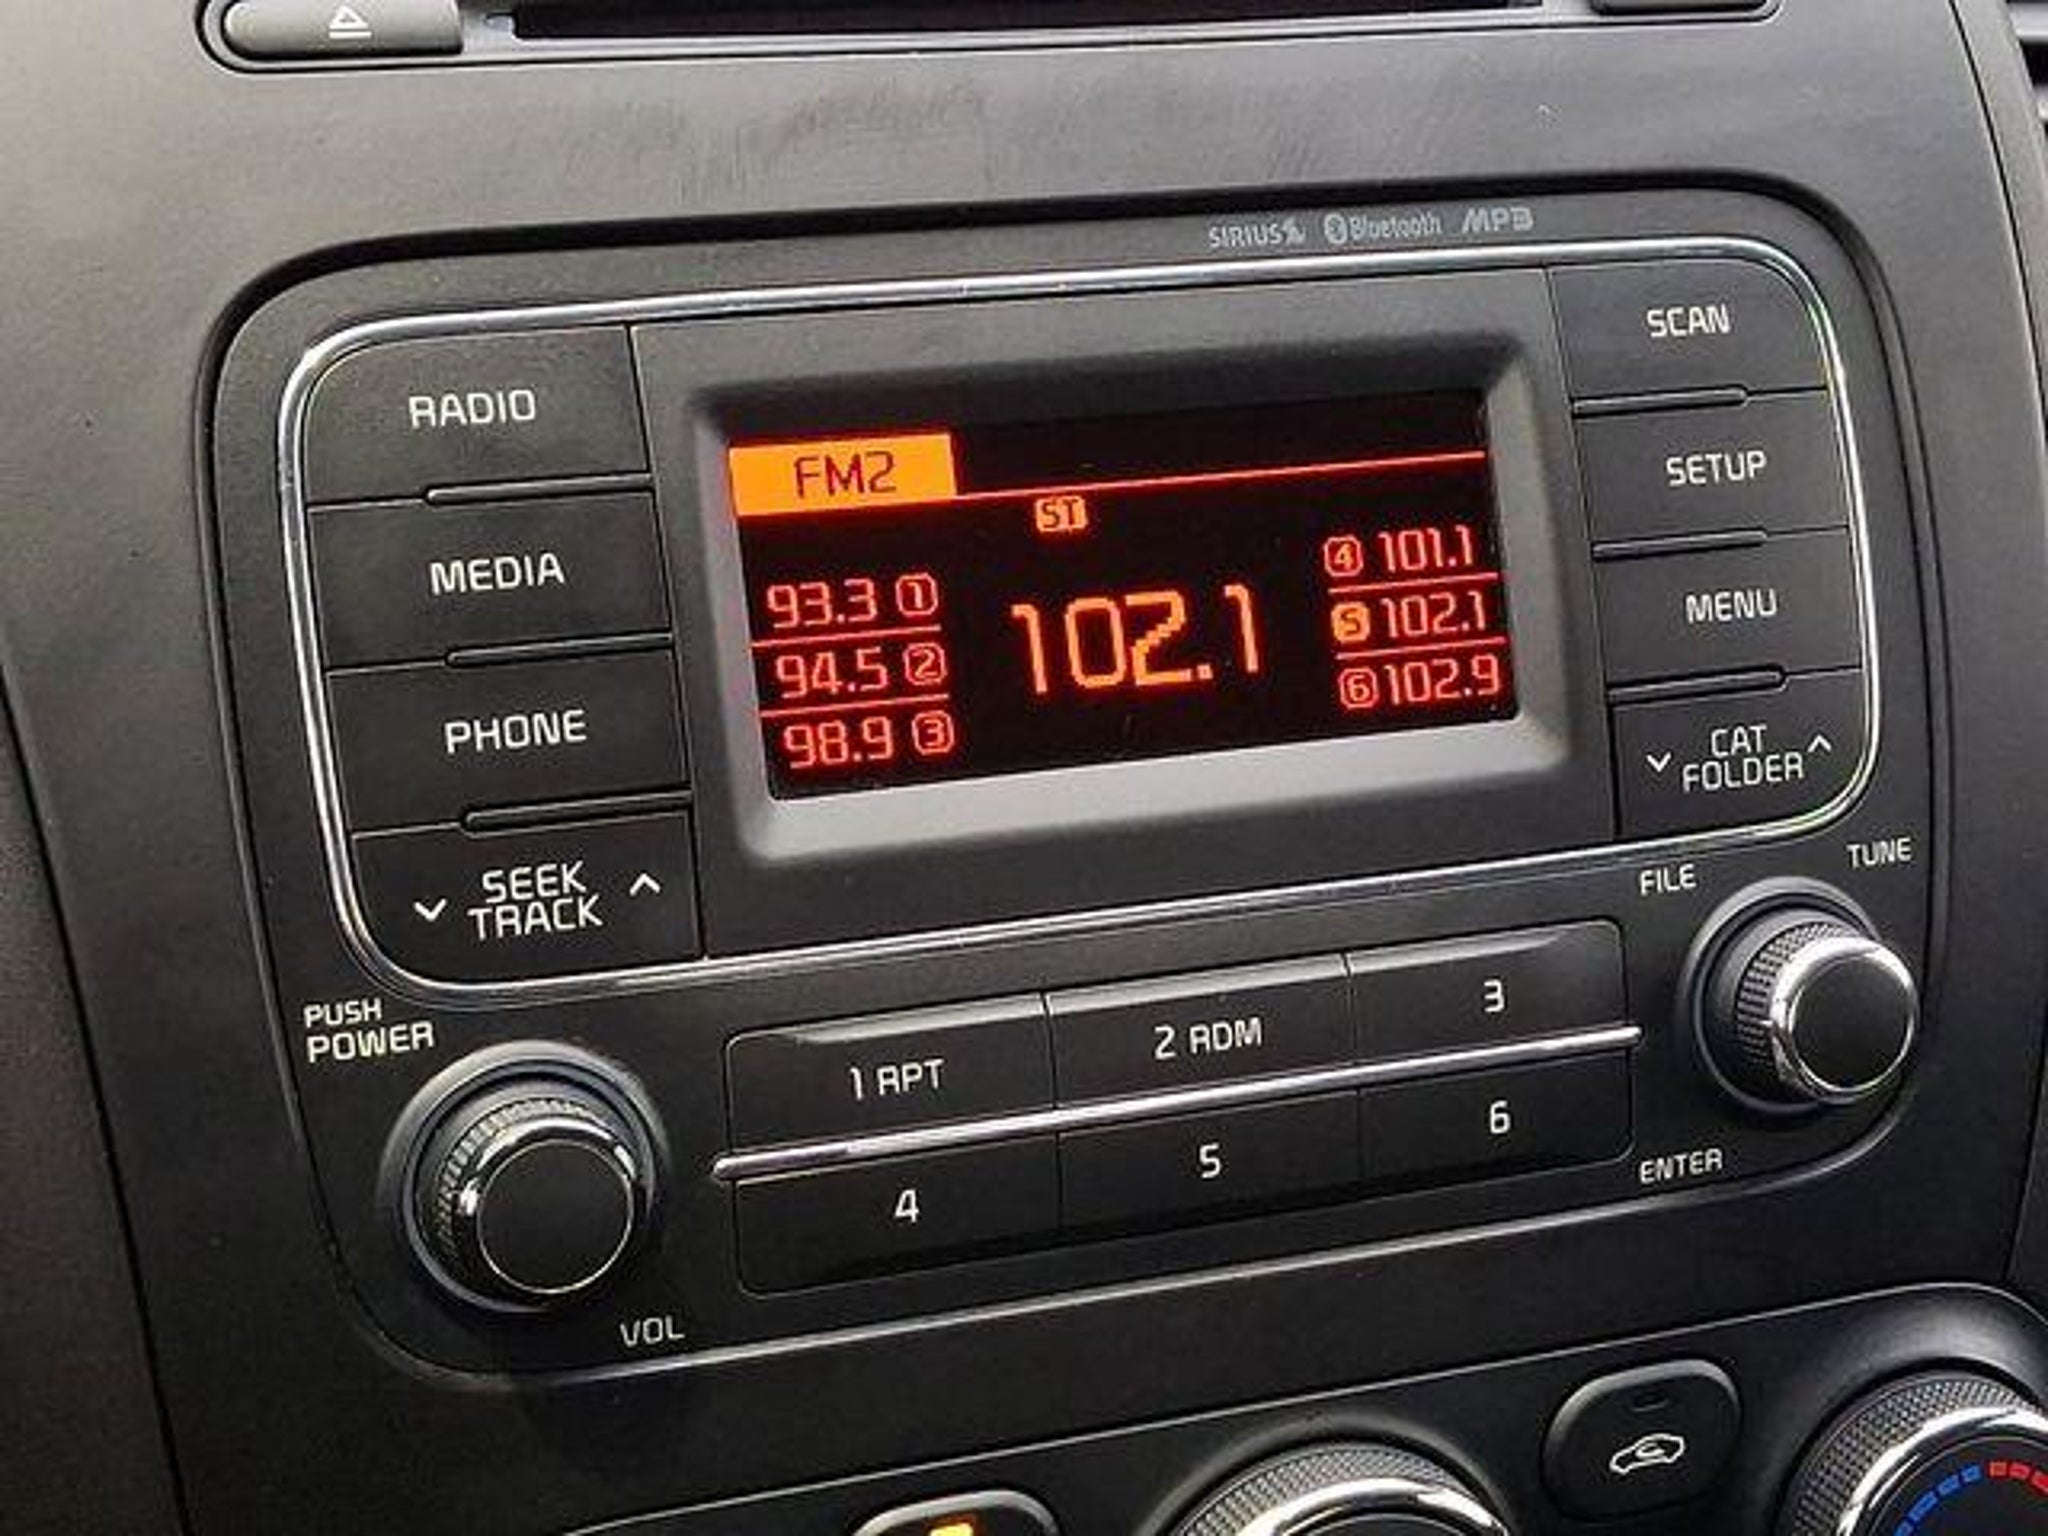 SIRIUS Bluetooth MP3
RADIO
MEDIA
PHONE
SEEK
TRACK
FM2
ST
93.3 1
94.5 2
98.9 3
102.1
4 101.1
5 102.1
6 102.9
SCAN
SETUP
MENU
CAT
FOLDER
PUSH
POWER
VOL
1 RPT
2 RDM
3
4
5
6
FILE
TUNE
ENTER